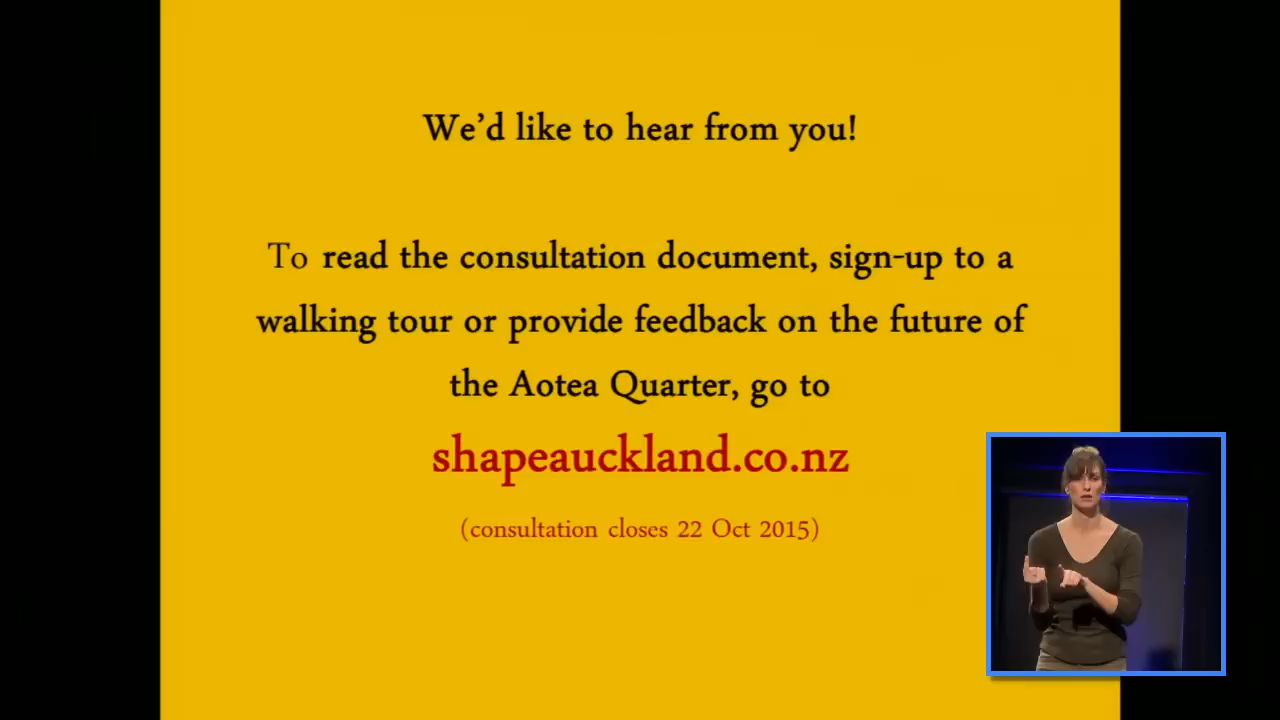 We’d like to hear from you!
To read the consultation document, sign-up to a
walking tour or provide feedback on the future of
the Aotea Quarter, go to
shapeauckland.co.nz
(consultation closes 22 Oct 2015)